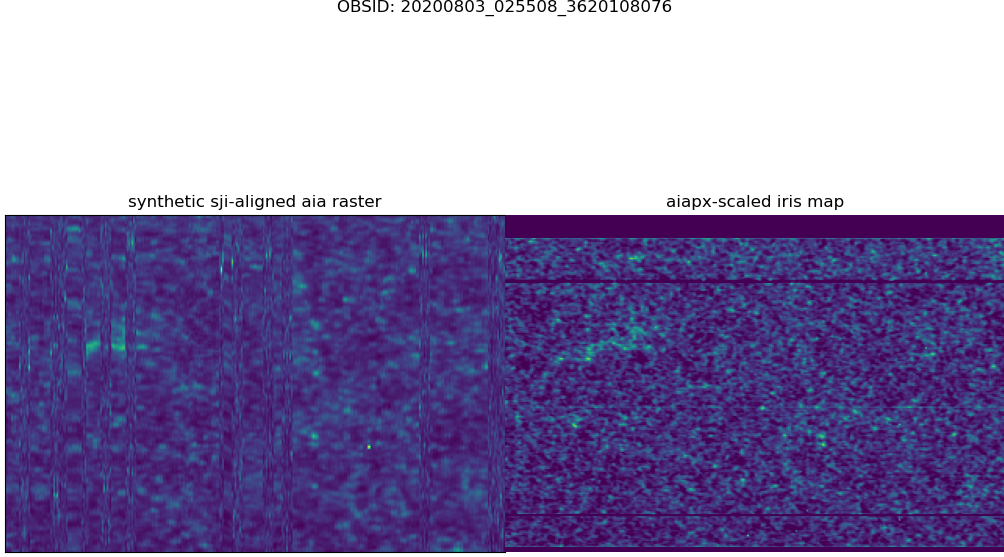 OBSID: 20200803_025508_3620108076
synthetic sji-aligned aia raster
aiapx-scaled iris map